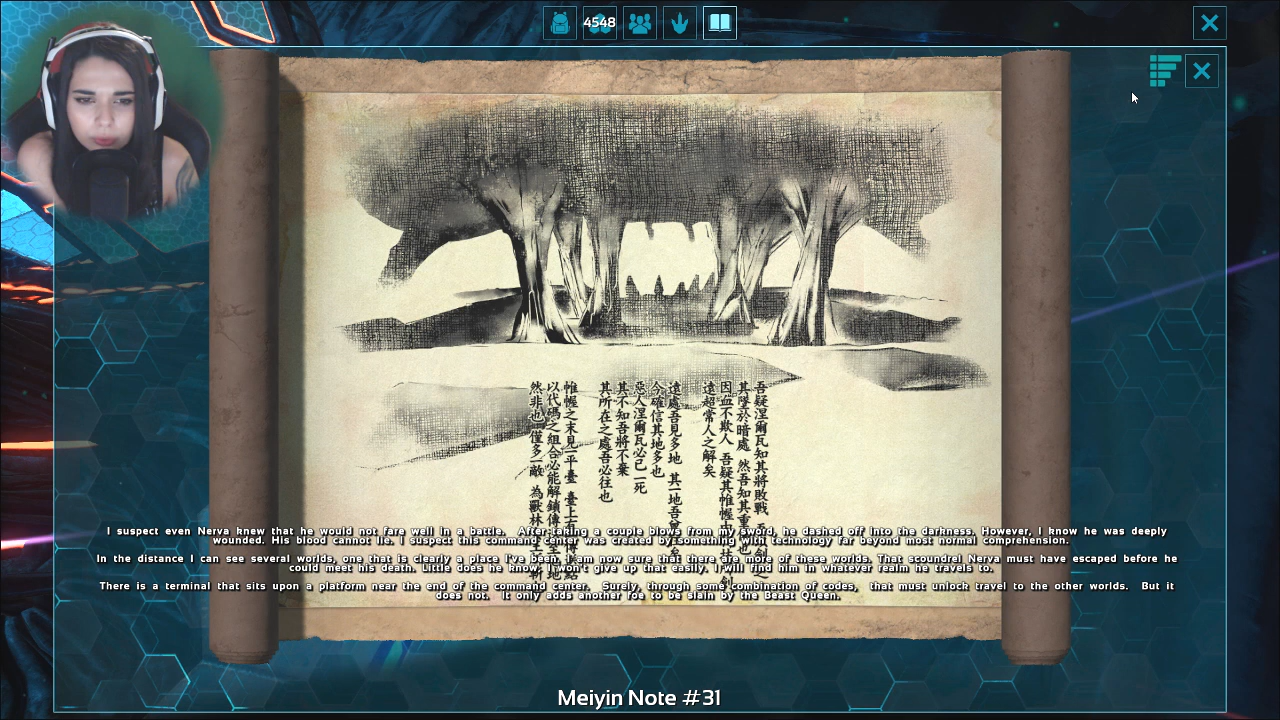 4548
吾疑涅爾瓦知其將敗戰
其墜於暗處 然吾知其重
因血不欺人 吾疑其帷幄
遠超常人之解矣
遠處吾見多地 其一地吾
今確信其地多也
惡人涅爾瓦必已一死
其不知吾將不棄
其所在之處吾必往也
帷幄之末見一平臺 臺上
以代碼之組合必能解鎖傳
然非也 僅多一敵 為獸林
I suspect even Nerva knew that he would not fare well in a battle. After taking a couple blows from my sword, he dashed off into the darkness. However, I know he was deeply
wounded. His blood cannot lie. I suspect this command center was created by something with technology far beyond most normal comprehension.
In the distance I can see several worlds, one that is clearly a place I've been. I am now sure that there are more of these worlds. That scoundrel Nerva must have escaped before he
could meet his death. Little does he know, I won't give up that easily. I will find him in whatever realm he travels to.
There is a terminal that sits upon a platform near the end of the command center. Surely, through some combination of codes, that must unlock travel to the other worlds. But it
does not. It only adds another foe to be slain by the Beast Queen.
Meiyin Note #31